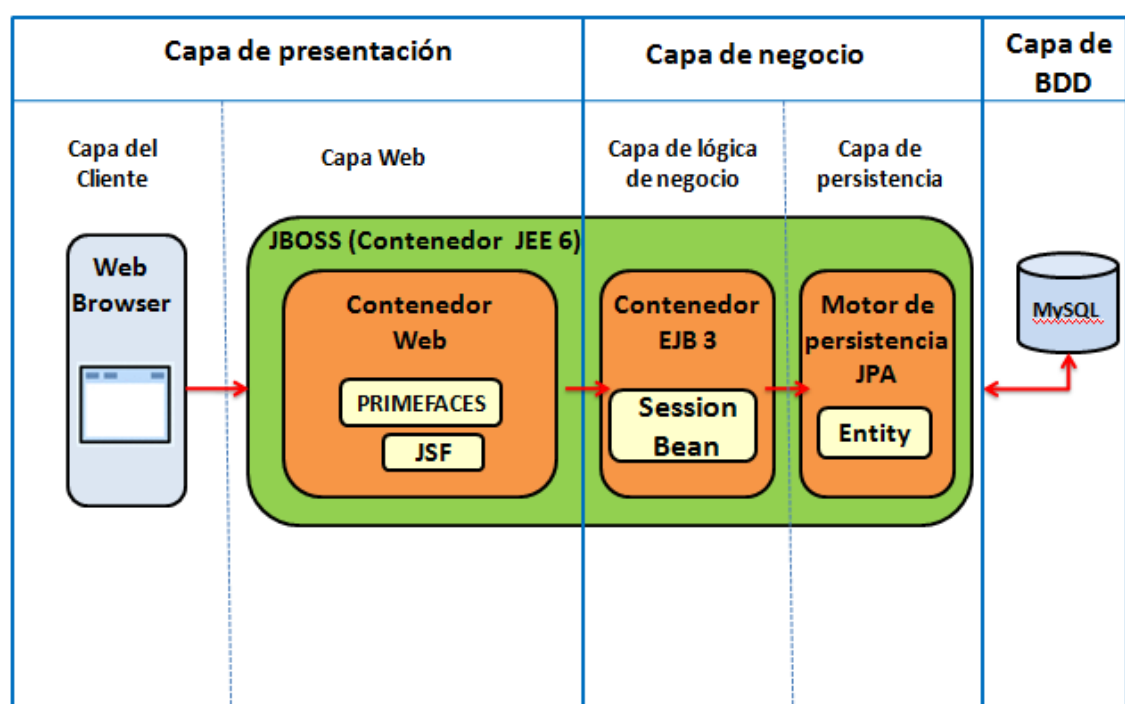 Capa de presentación
Capa de negocio
Capa de
BDD
Capa del
Cliente
Capa Web
Capa de lógica
de negocio
Capa de
persistencia
JBOSS (Contenedor JEE 6)
Web
Browser
Contenedor
Web
PRIMEFACES
JSF
Contenedor
EJB 3
Session
Bean
Motor de
persistencia
JPA
Entity
MySQL